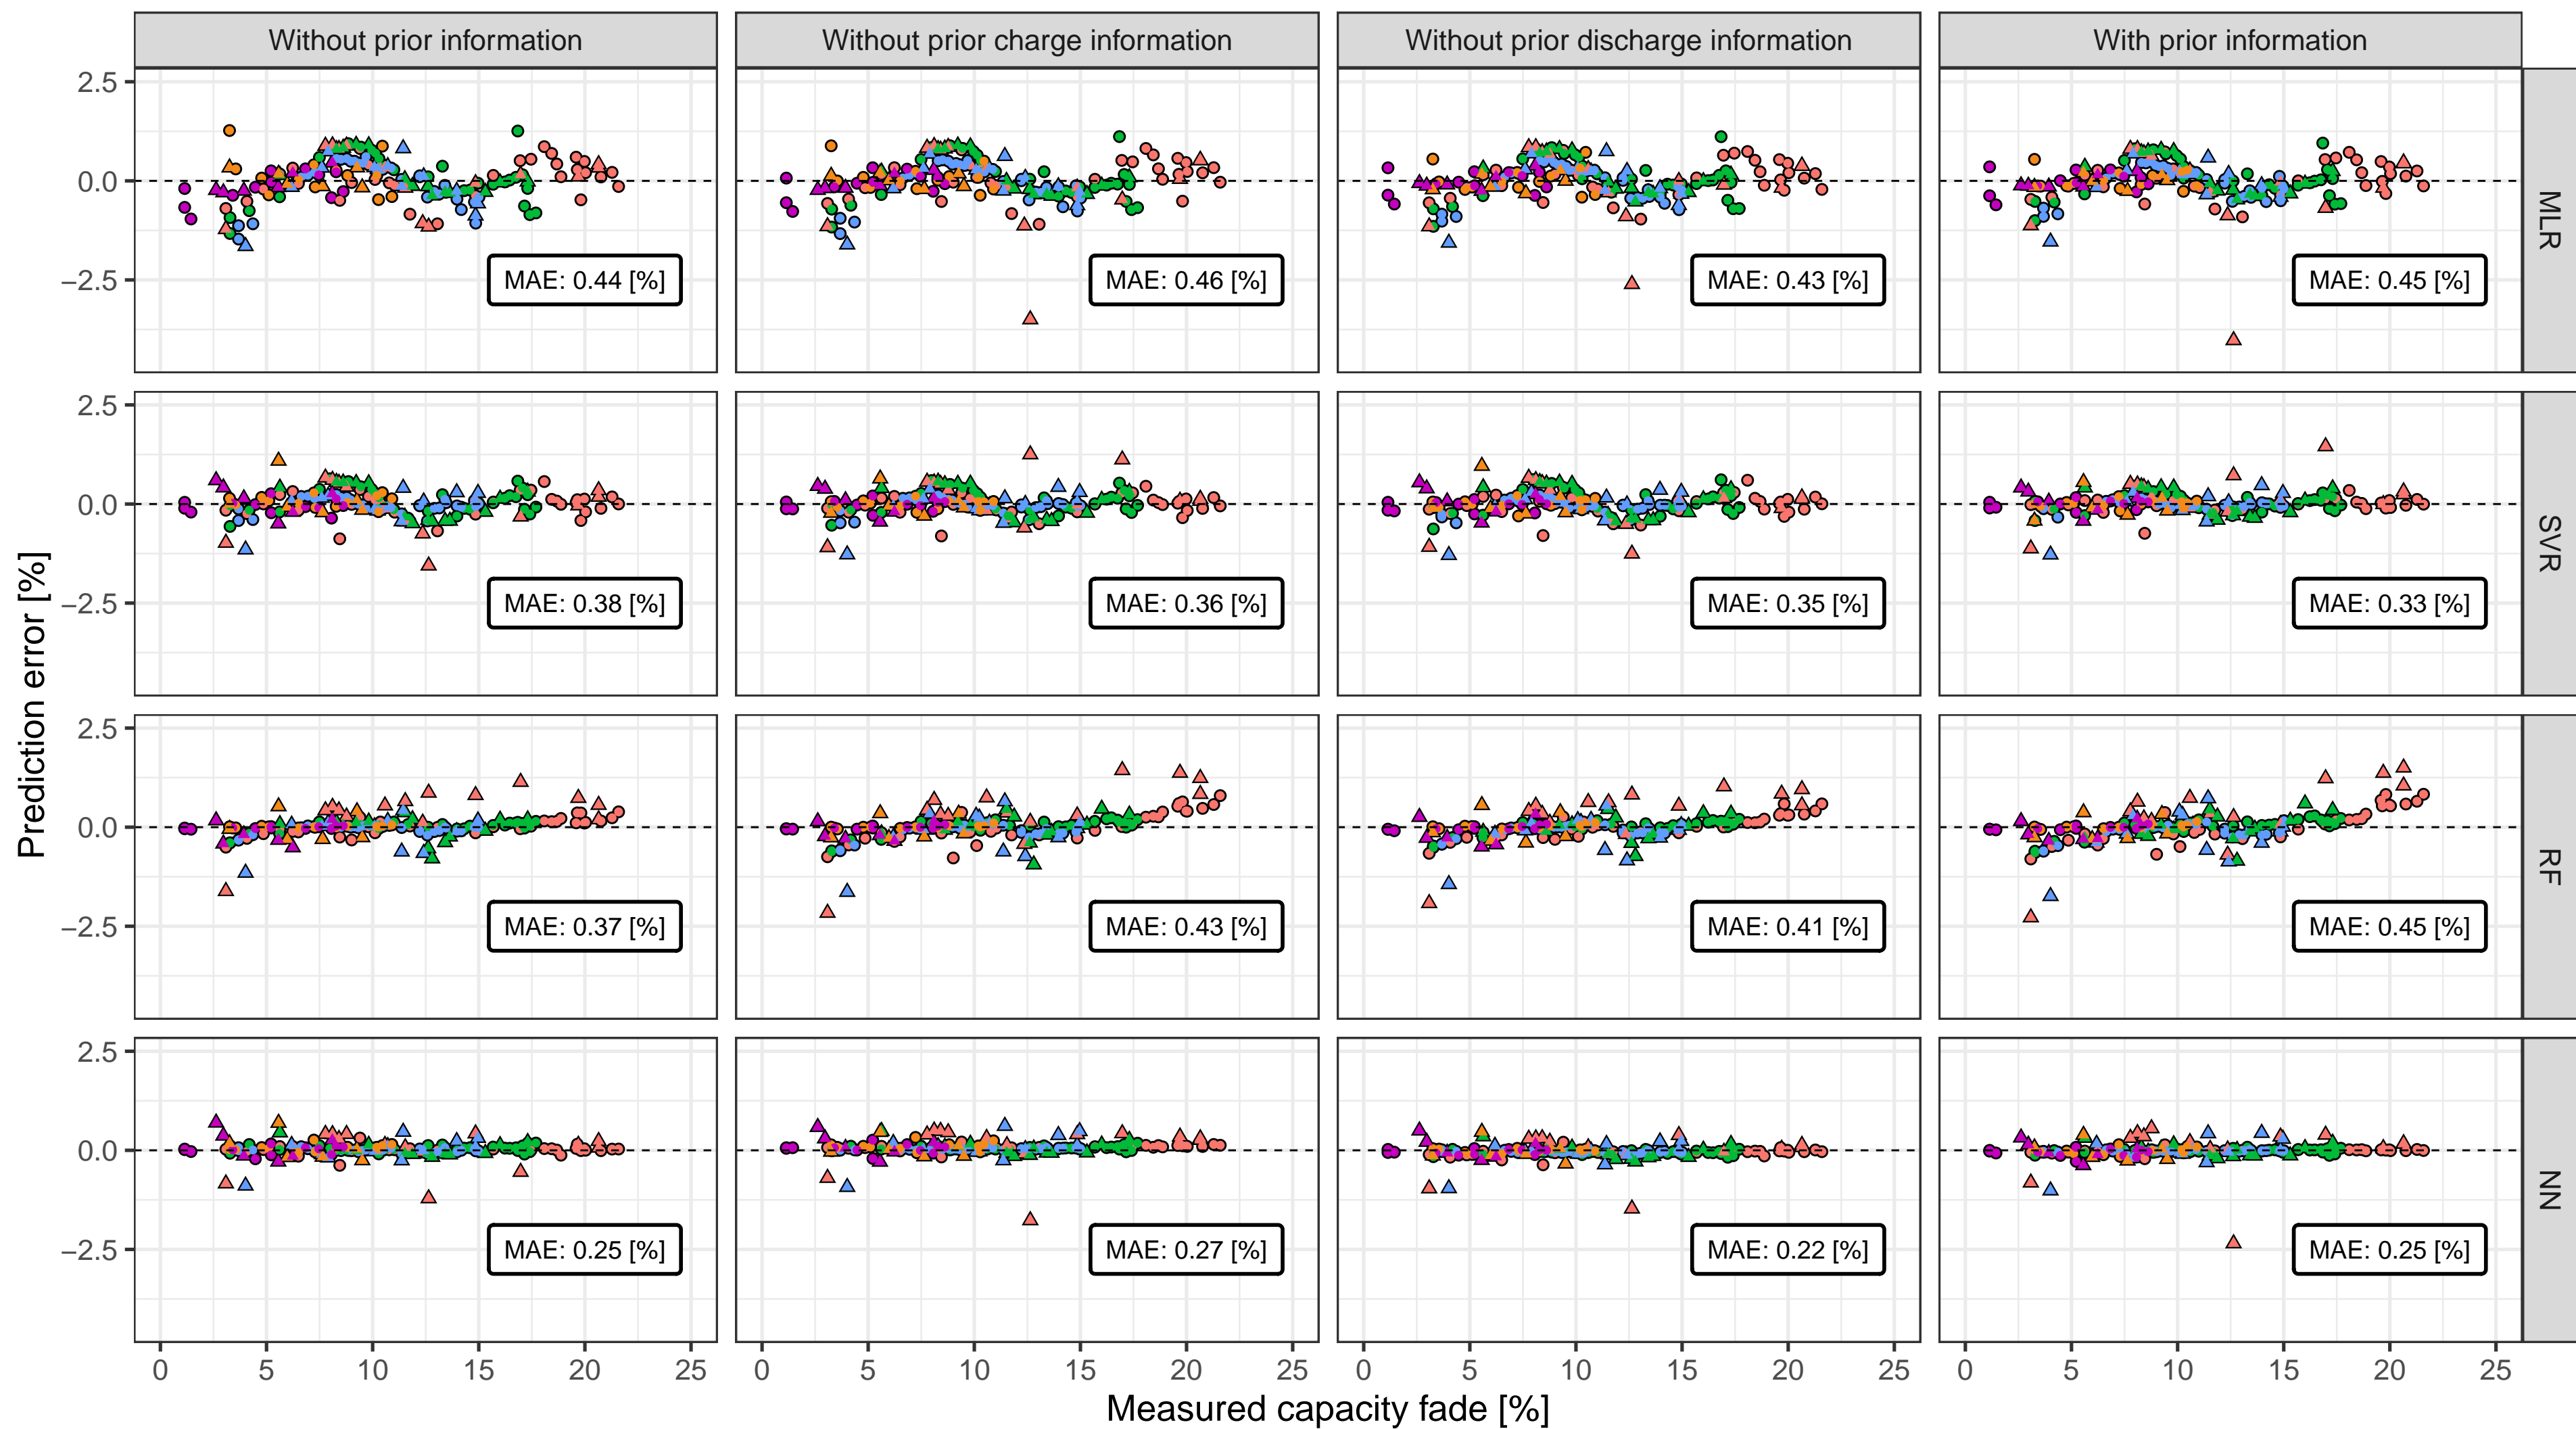 Without prior information
Without prior charge information
Without prior discharge information
With prior information
2.5
0.0
−2.5
MAE: 0.44 [%]
MAE: 0.46 [%]
MAE: 0.43 [%]
MAE: 0.45 [%]
MLR
2.5
0.0
−2.5
MAE: 0.38 [%]
MAE: 0.36 [%]
MAE: 0.35 [%]
MAE: 0.33 [%]
SVR
Prediction error [%]
2.5
0.0
−2.5
MAE: 0.37 [%]
MAE: 0.43 [%]
MAE: 0.41 [%]
MAE: 0.45 [%]
RF
2.5
0.0
−2.5
MAE: 0.25 [%]
MAE: 0.27 [%]
MAE: 0.22 [%]
MAE: 0.25 [%]
NN
0 5 10 15 20 25
0 5 10 15 20 25
0 5 10 15 20 25
0 5 10 15 20 25
Measured capacity fade [%]